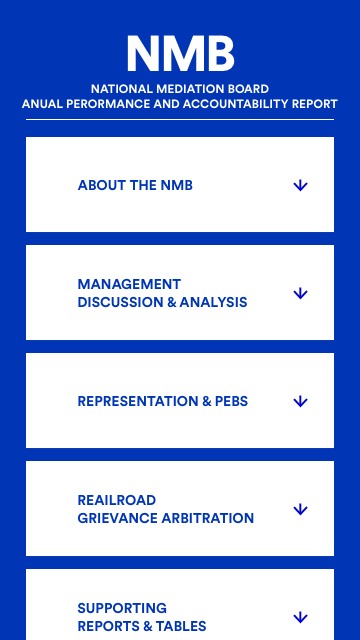 NMB
NATIONAL MEDIATION BOARD
ANUAL PERORMANCE AND ACCOUNTABILITY REPORT
ABOUT THE NMB
MANAGEMENT
DISCUSSION & ANALYSIS
REPRESENTATION & PEBS
REAILROAD
GRIEVANCE ARBITRATION
SUPPORTING
REPORTS & TABLES